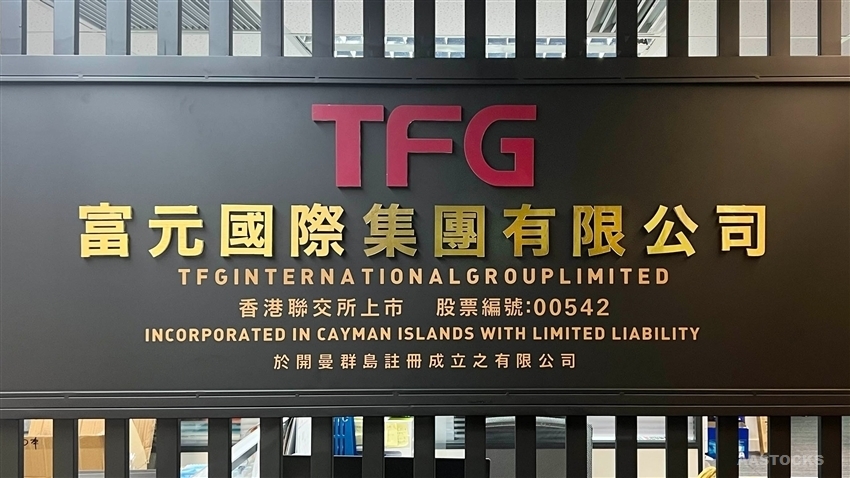 TFG
富元國際集團有限公司
TFGINTERNATIONALGROUPLIMITED
香港聯交所上市 股票編號:00542
INCORPORATED IN CAYMAN ISLANDS WITH LIMITED LIABILITY
於開曼群島註冊成立之有限公司
AASTOCKS